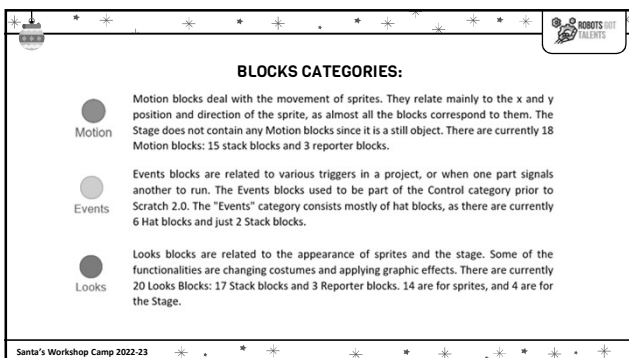 ROBOTS GOT
TALENTS
BLOCKS CATEGORIES:
Motion
Motion blocks deal with the movement of sprites. They relate mainly to the x and y
position and direction of the sprite, as almost all the blocks correspond to them. The
Stage does not contain any Motion blocks since it is a still object. There are currently 18
Motion blocks: 15 stack blocks and 3 reporter blocks.
Events
Events blocks are related to various triggers in a project, or when one part signals
another to run. The Events blocks used to be part of the Control category prior to
Scratch 2.0. The "Events" category consists mostly of hat blocks, as there are currently
6 Hat blocks and just 2 Stack blocks.
Looks
Looks blocks are related to the appearance of sprites and the stage. Some of the
functionalities are changing costumes and applying graphic effects. There are currently
20 Looks Blocks: 17 Stack blocks and 3 Reporter blocks. 14 are for sprites, and 4 are for
the Stage.
Santa's Workshop Camp 2022-23